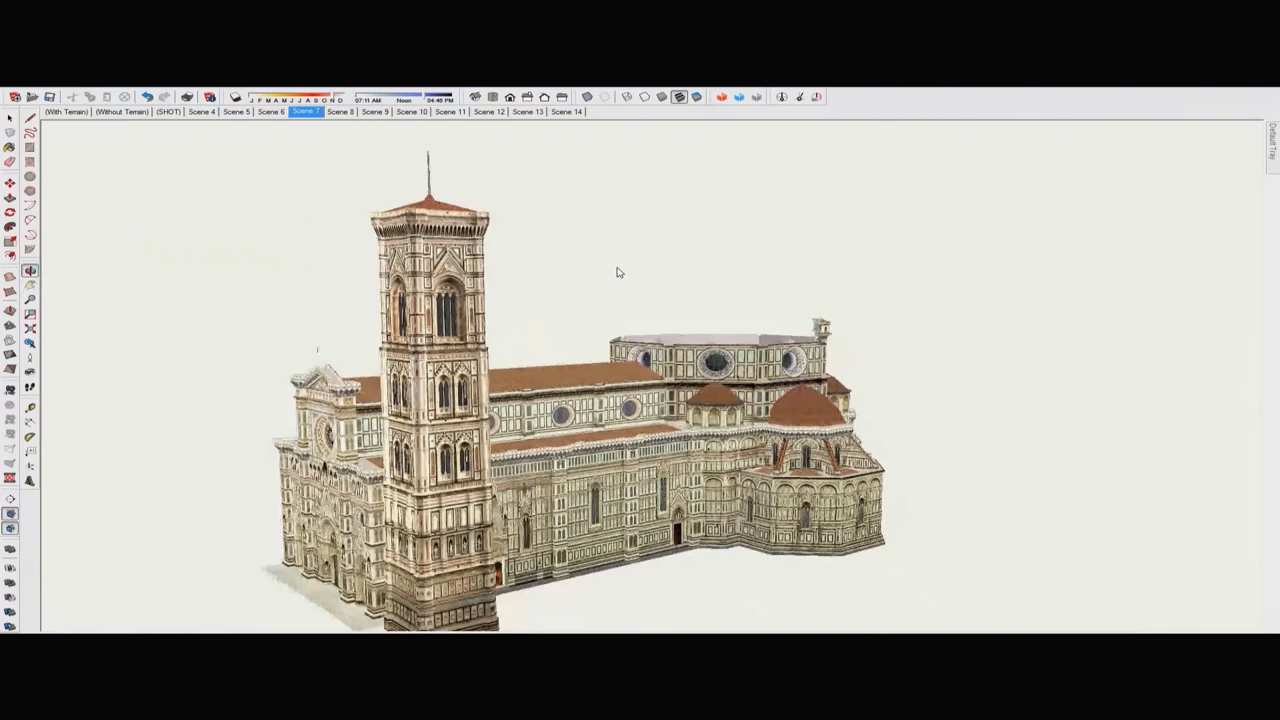 J F M A M J J A S O N D
07:11 AM Noon 04:46 PM
(With Terrain) (Without Terrain) (SHOT) Scene 4 Scene 5 Scene 6 Scene 7 Scene 8 Scene 9 Scene 10 Scene 11 Scene 12 Scene 13 Scene 14
Default Tray